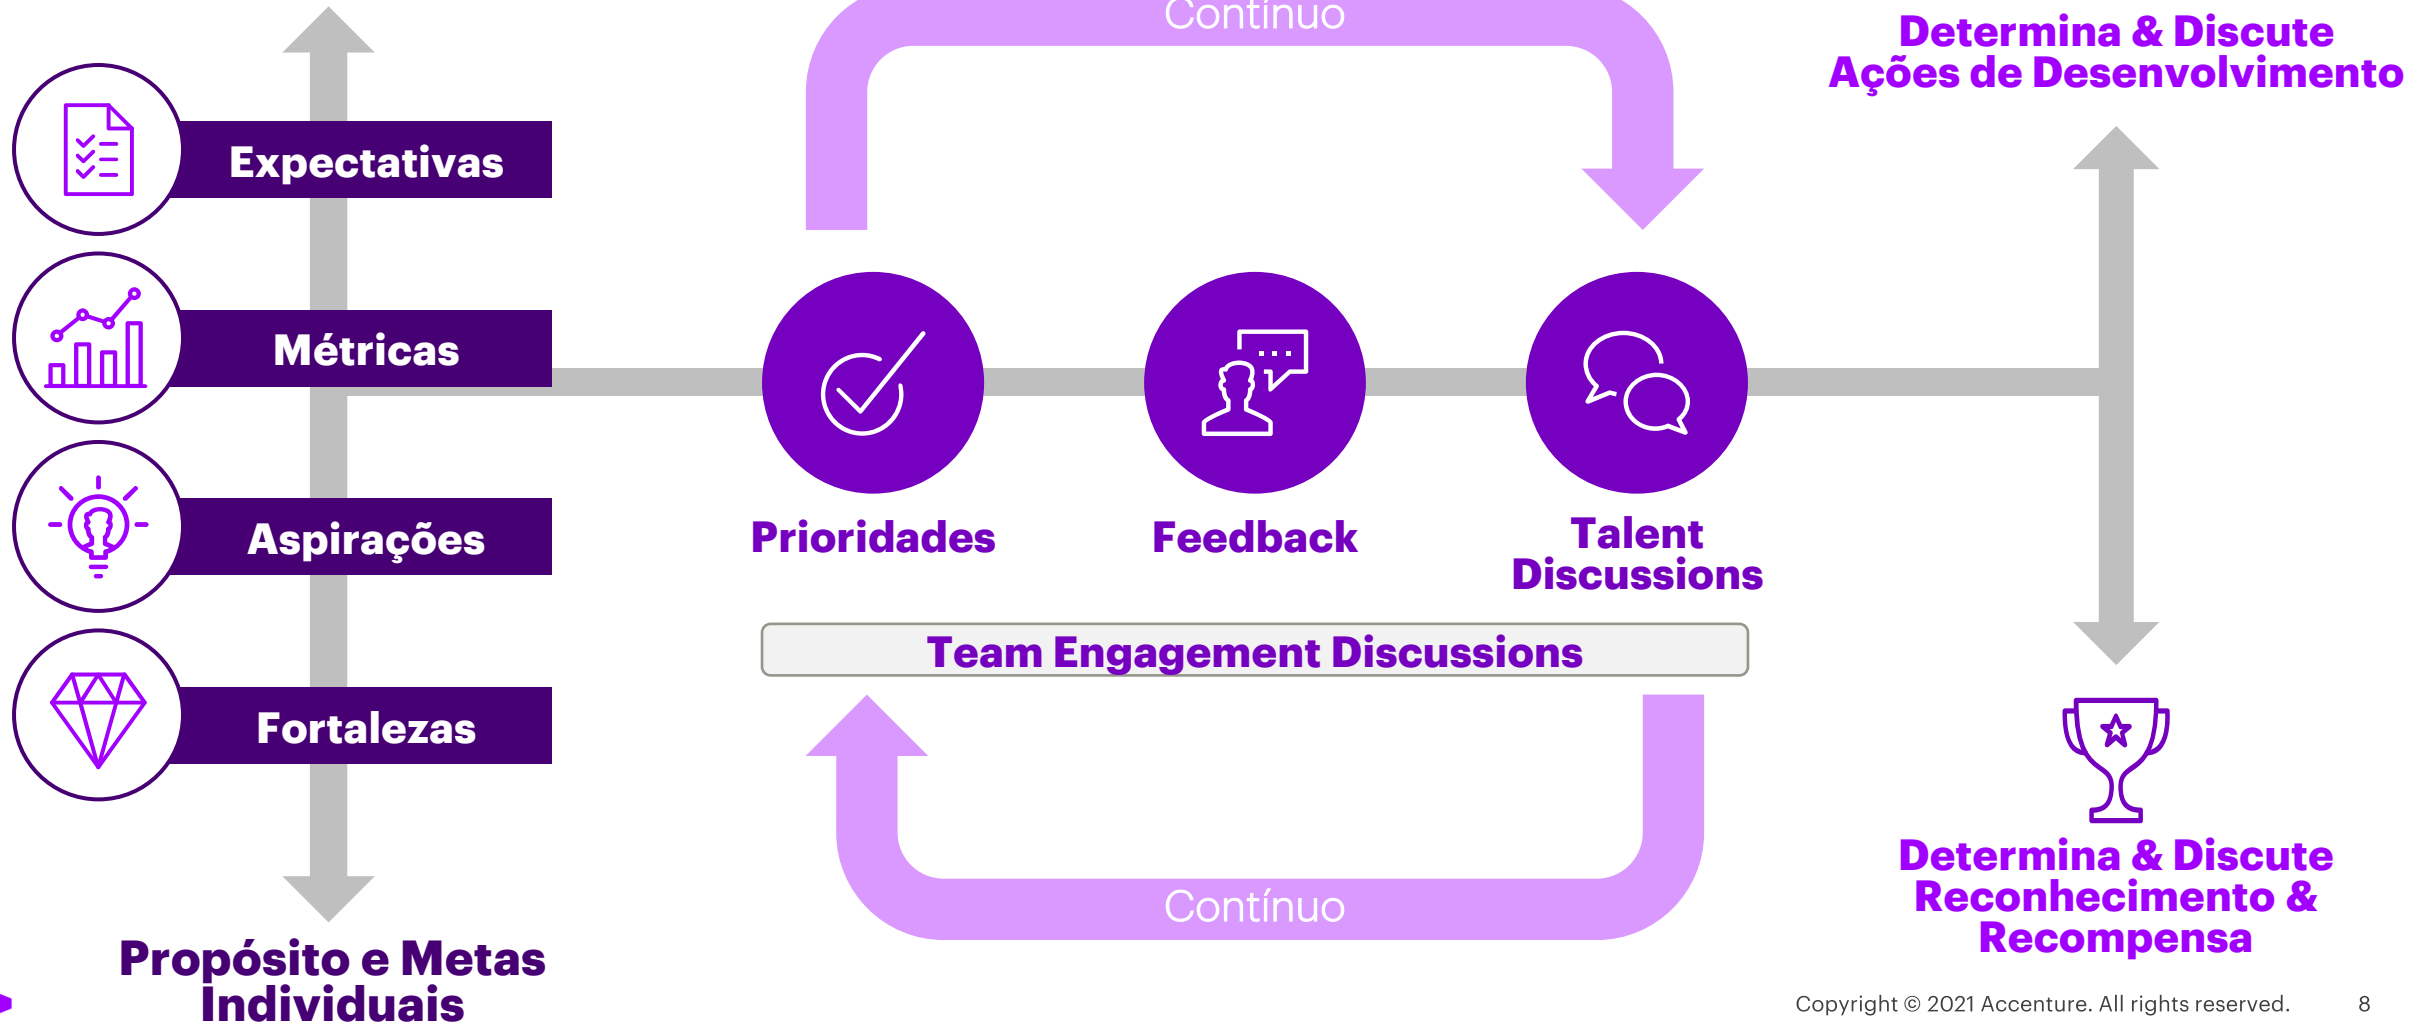 Contínuo
Determina & Discute
Ações de Desenvolvimento
Expectativas
Métricas
Aspirações
Fortalezas
Prioridades
Feedback
Talent
Discussions
Team Engagement Discussions
Contínuo
Determina & Discute
Reconhecimento &
Recompensa
Propósito e Metas
Individuais
Copyright © 2021 Accenture. All rights reserved.
8